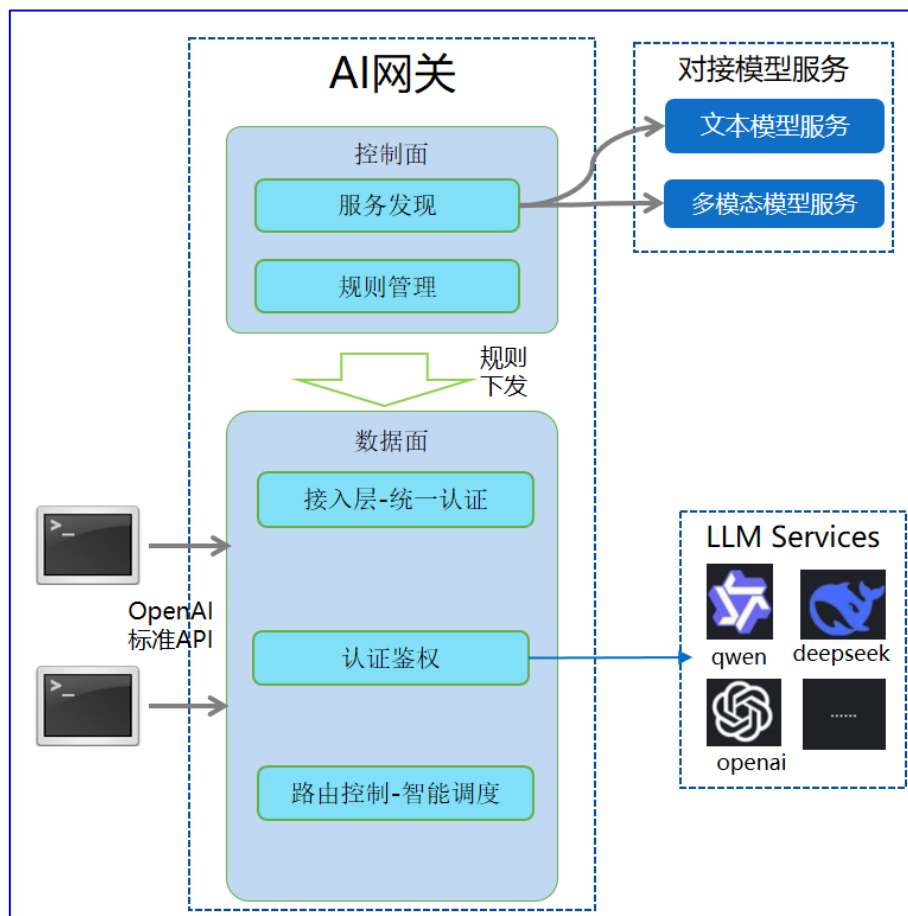 AI网关
控制面
服务发现
规则管理
对接模型服务
文本模型服务
多模态模型服务
规则
下发
数据面
接入层-统一认证
>_
OpenAI
标准API
>_
认证鉴权
路由控制-智能调度
LLM Services
qwen
deepseek
openai
......